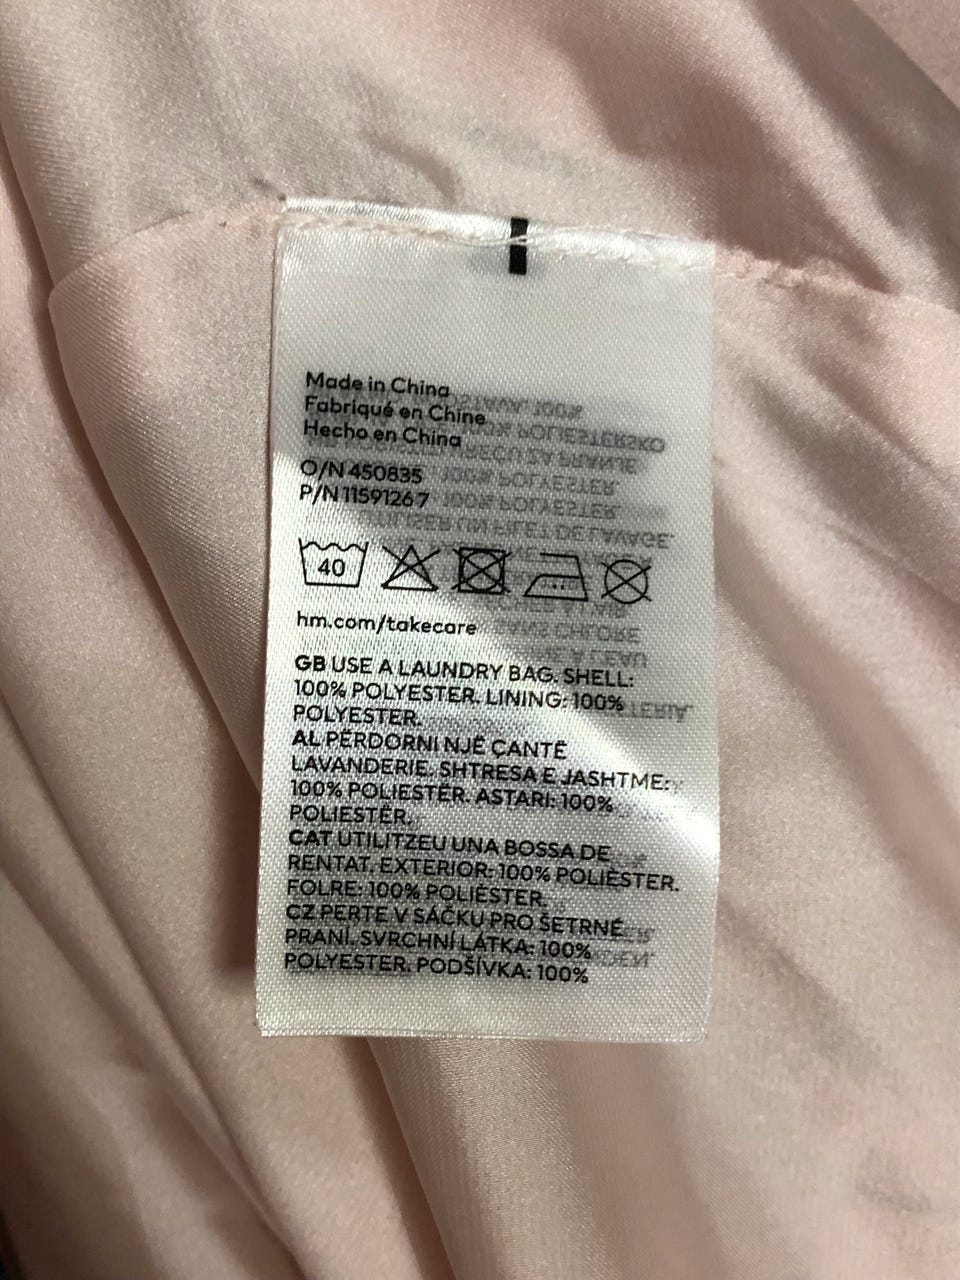 Made in China
Fabriqué en Chine
Hecho en China
O/N 450835
P/N 11591267
40
hm.com/takecare
GB USE A LAUNDRY BAG. SHELL:
100% POLYESTER. LINING: 100%
POLYESTER.
AL PËRDORNI NJË ÇANTË
LAVANDERIE. SHTRESA E JASHTME:
100% POLIESTËR. ASTARI: 100%
POLIESTËR.
CAT UTILITZEU UNA BOSSA DE
RENTAT. EXTERIOR: 100% POLIÈSTER.
FOLRE: 100% POLIÈSTER.
CZ PERTE V SÁČKU PRO ŠETRNÉ
PRANÍ. SVRCHNÍ LÁTKA: 100%
POLYESTER. PODŠÍVKA: 100%